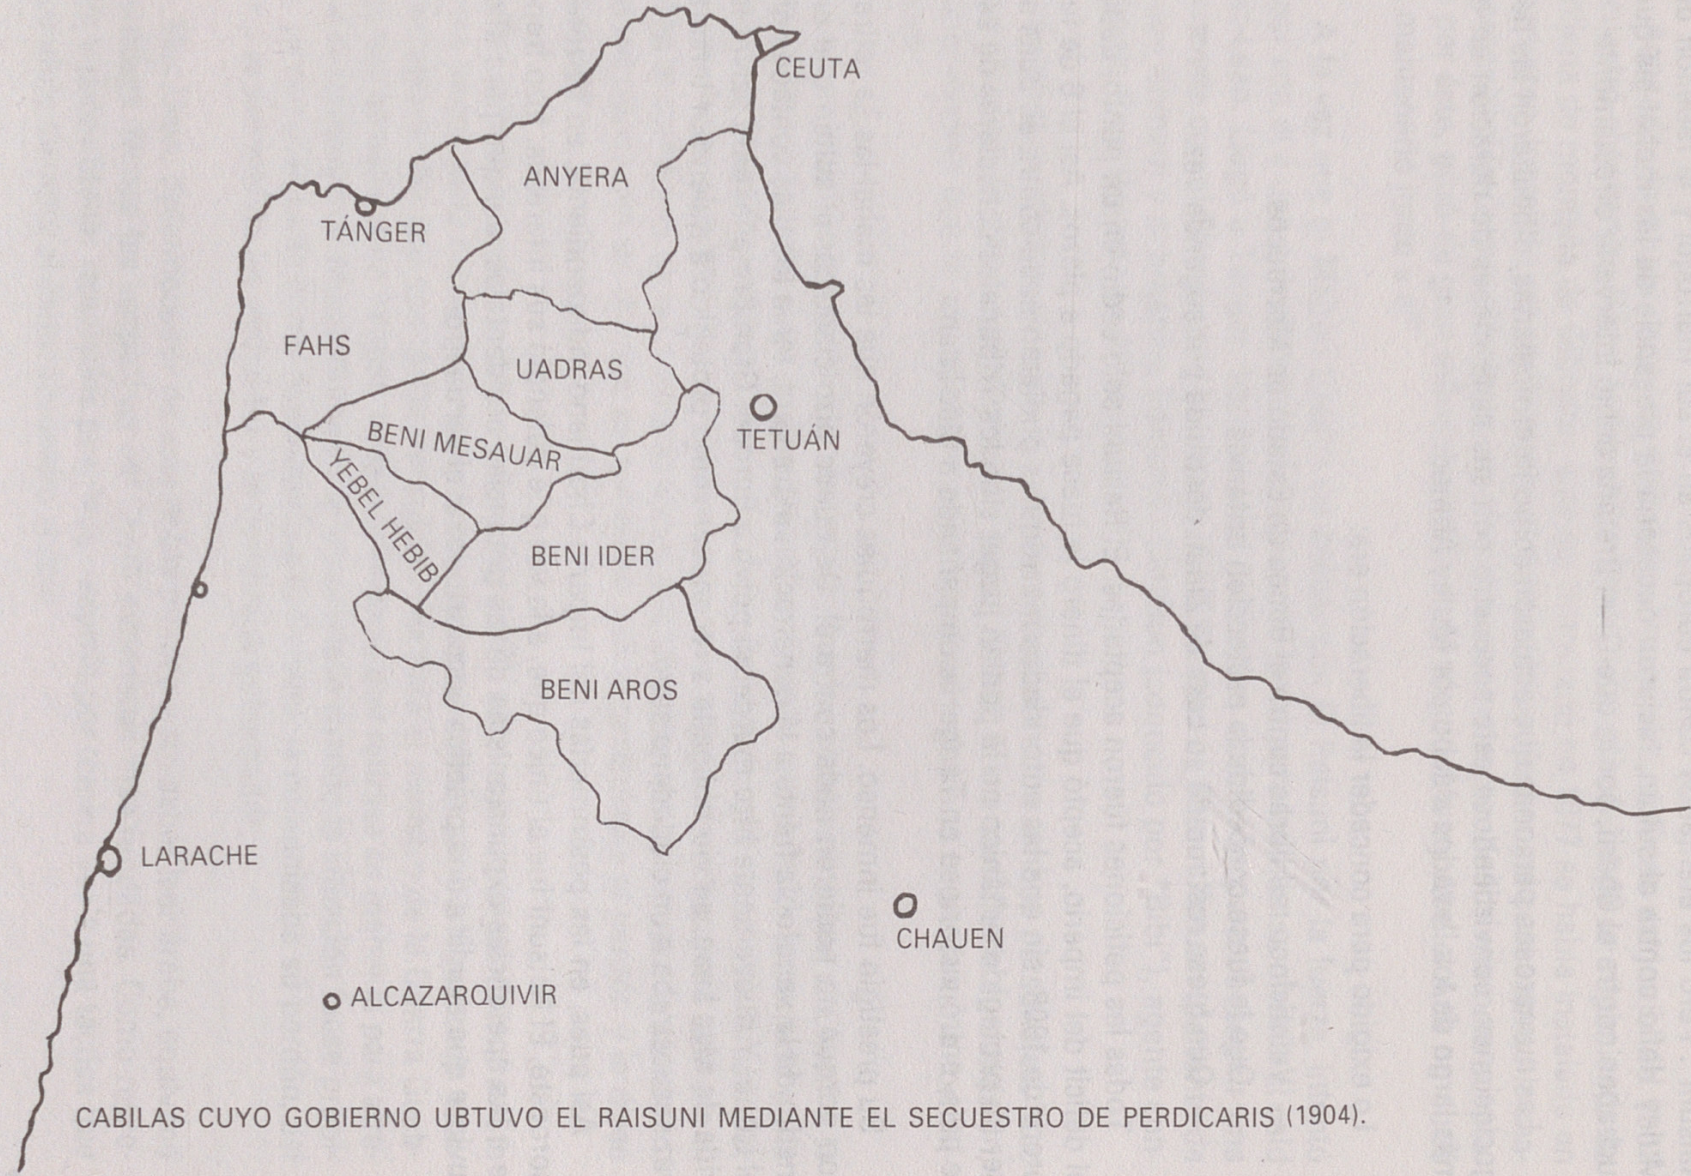 CEUTA
ANYERA
TÁNGER
FAHS
UADRAS
BENI MESAUAR
TETUÁN
YEBEL HEBIB
BENI IDER
BENI AROS
LARACHE
CHAUEN
ALCAZARQUIVIR
CABILAS CUYO GOBIERNO UBTUVO EL RAISUNI MEDIANTE EL SECUESTRO DE PERDICARIS (1904).